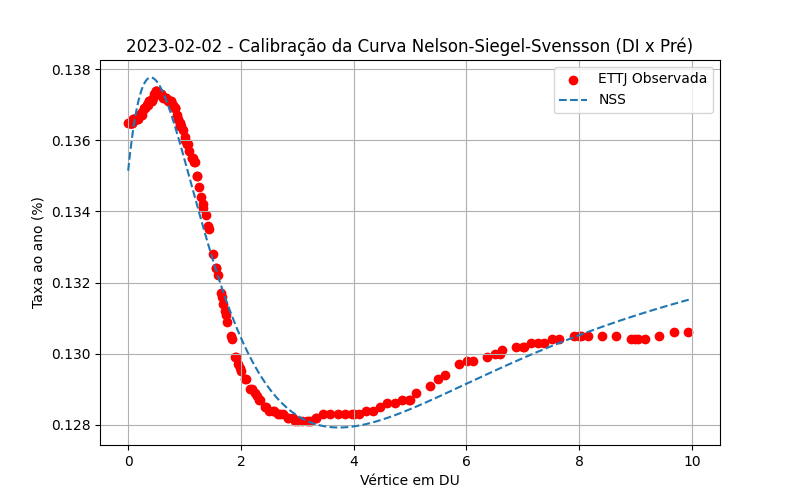 2023-02-02 - Calibração da Curva Nelson-Siegel-Svensson (DI x Pré)
ETTJ Observada
NSS
Taxa ao ano (%)
0.138
0.136
0.134
0.132
0.130
0.128
0 2 4 6 8 10
Vértice em DU